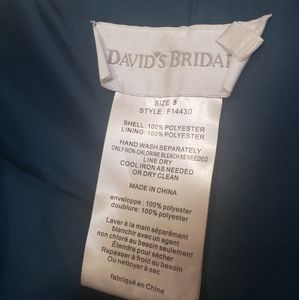 DAVID'S BRIDAL
SIZE 8
STYLE: F14430
SHELL: 100% POLYESTER
LINING: 100% POLYESTER
HAND WASH SEPARATELY
ONLY NON-CHLORINE BLEACH AS NEEDED
LINE DRY
COOL IRON AS NEEDED
OR DRY CLEAN
MADE IN CHINA
enveloppe : 100% polyester
doublure: 100% polyester
Laver à la main séparément
blanchir avec un agent
non chloré au besoin seulement
Étendre pour sécher
Repasser à froid au besoin
Ou nettoyer à sec
fabriqué en Chine